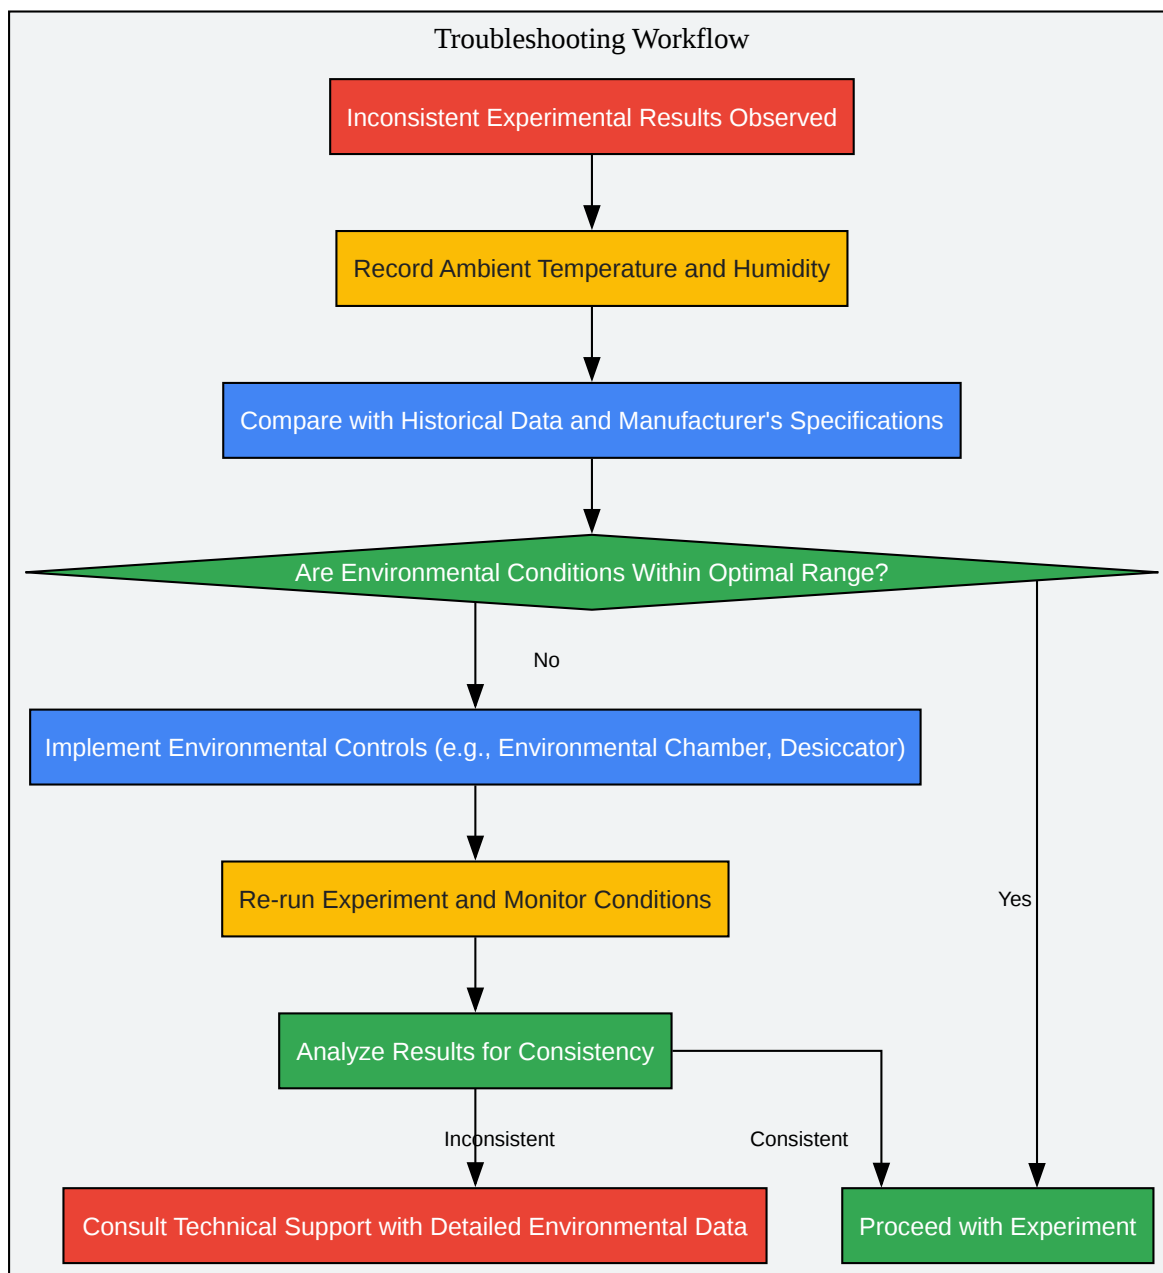 Troubleshooting Workflow
Inconsistent Experimental Results Observed
Record Ambient Temperature and Humidity
Compare with Historical Data and Manufacturer's Specifications
Are Environmental Conditions Within Optimal Range?
No
Implement Environmental Controls (e.g., Environmental Chamber, Desiccator)
Re-run Experiment and Monitor Conditions
Yes
Analyze Results for Consistency
Inconsistent
Consistent
Consult Technical Support with Detailed Environmental Data
Proceed with Experiment